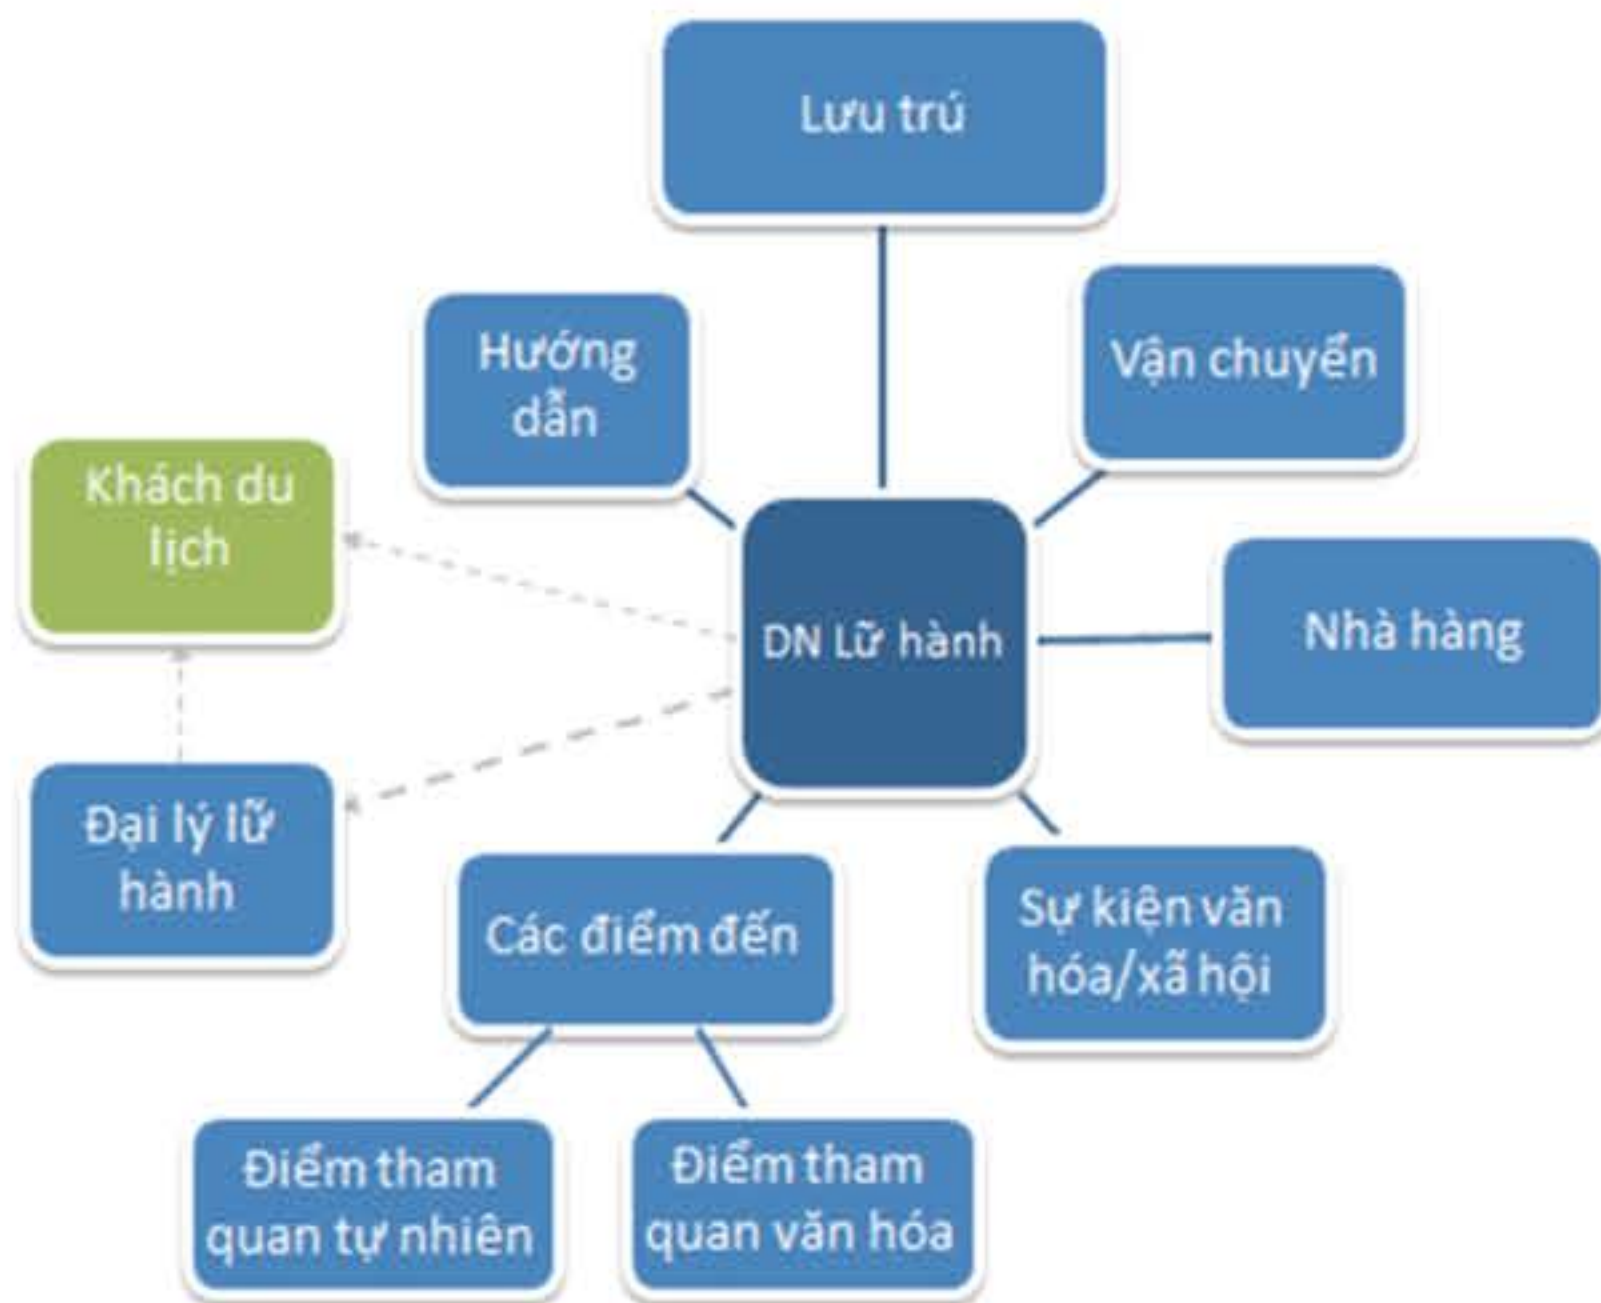 Lưu trú
Hướng
dẫn
Vận chuyển
Khách du
lịch
DN Lữ hành
Nhà hàng
Đại lý lữ
hành
Các điểm đến
Sự kiện văn
hóa/xã hội
Điểm tham
quan tự nhiên
Điểm tham
quan văn hóa